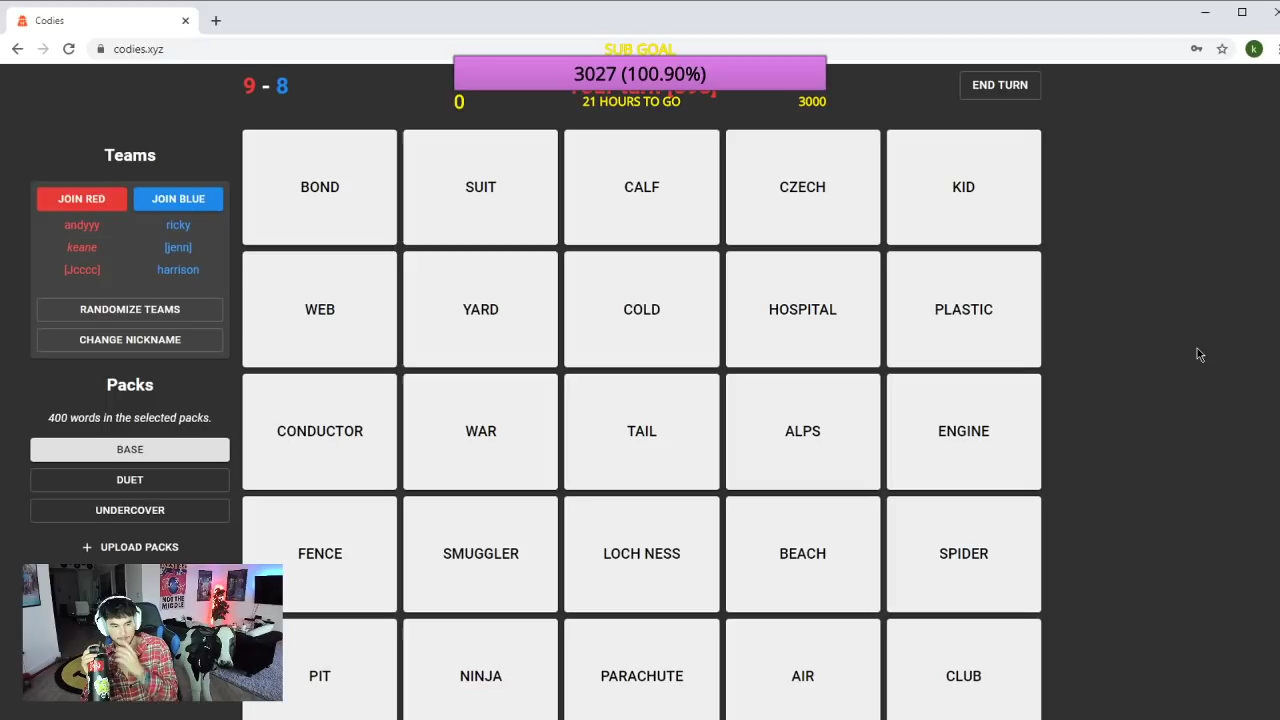 Codies
codies.xyz
k
SUB GOAL
3027 (100.90%)
0
21 HOURS TO GO
3000
9 - 8
END TURN
Teams
JOIN RED
JOIN BLUE
andyyy
ricky
keane
[jenn]
[Jcccc]
harrison
RANDOMIZE TEAMS
CHANGE NICKNAME
Packs
400 words in the selected packs.
BASE
DUET
UNDERCOVER
+ UPLOAD PACKS
BOND
SUIT
CALF
CZECH
KID
WEB
YARD
COLD
HOSPITAL
PLASTIC
CONDUCTOR
WAR
TAIL
ALPS
ENGINE
FENCE
SMUGGLER
LOCH NESS
BEACH
SPIDER
PIT
NINJA
PARACHUTE
AIR
CLUB
NOT THE
MIDDLE